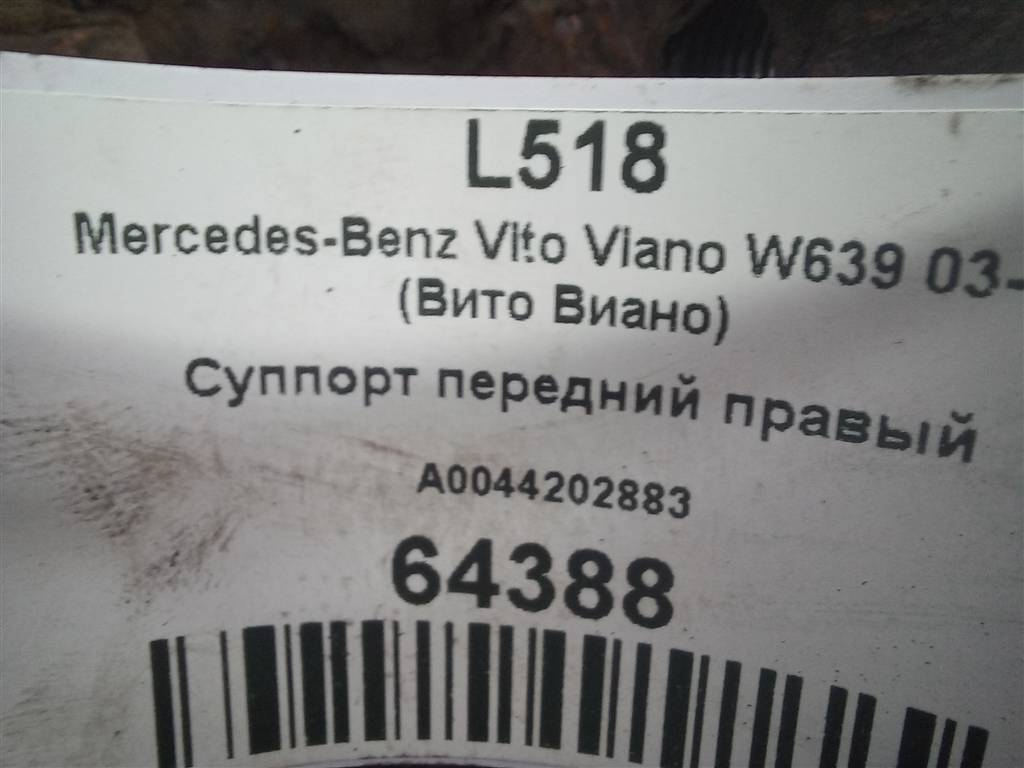 L518
Mercedes-Benz Vito Viano W639 03-
(Вито Виано)
Суппорт передний правый
A0044202883
64388